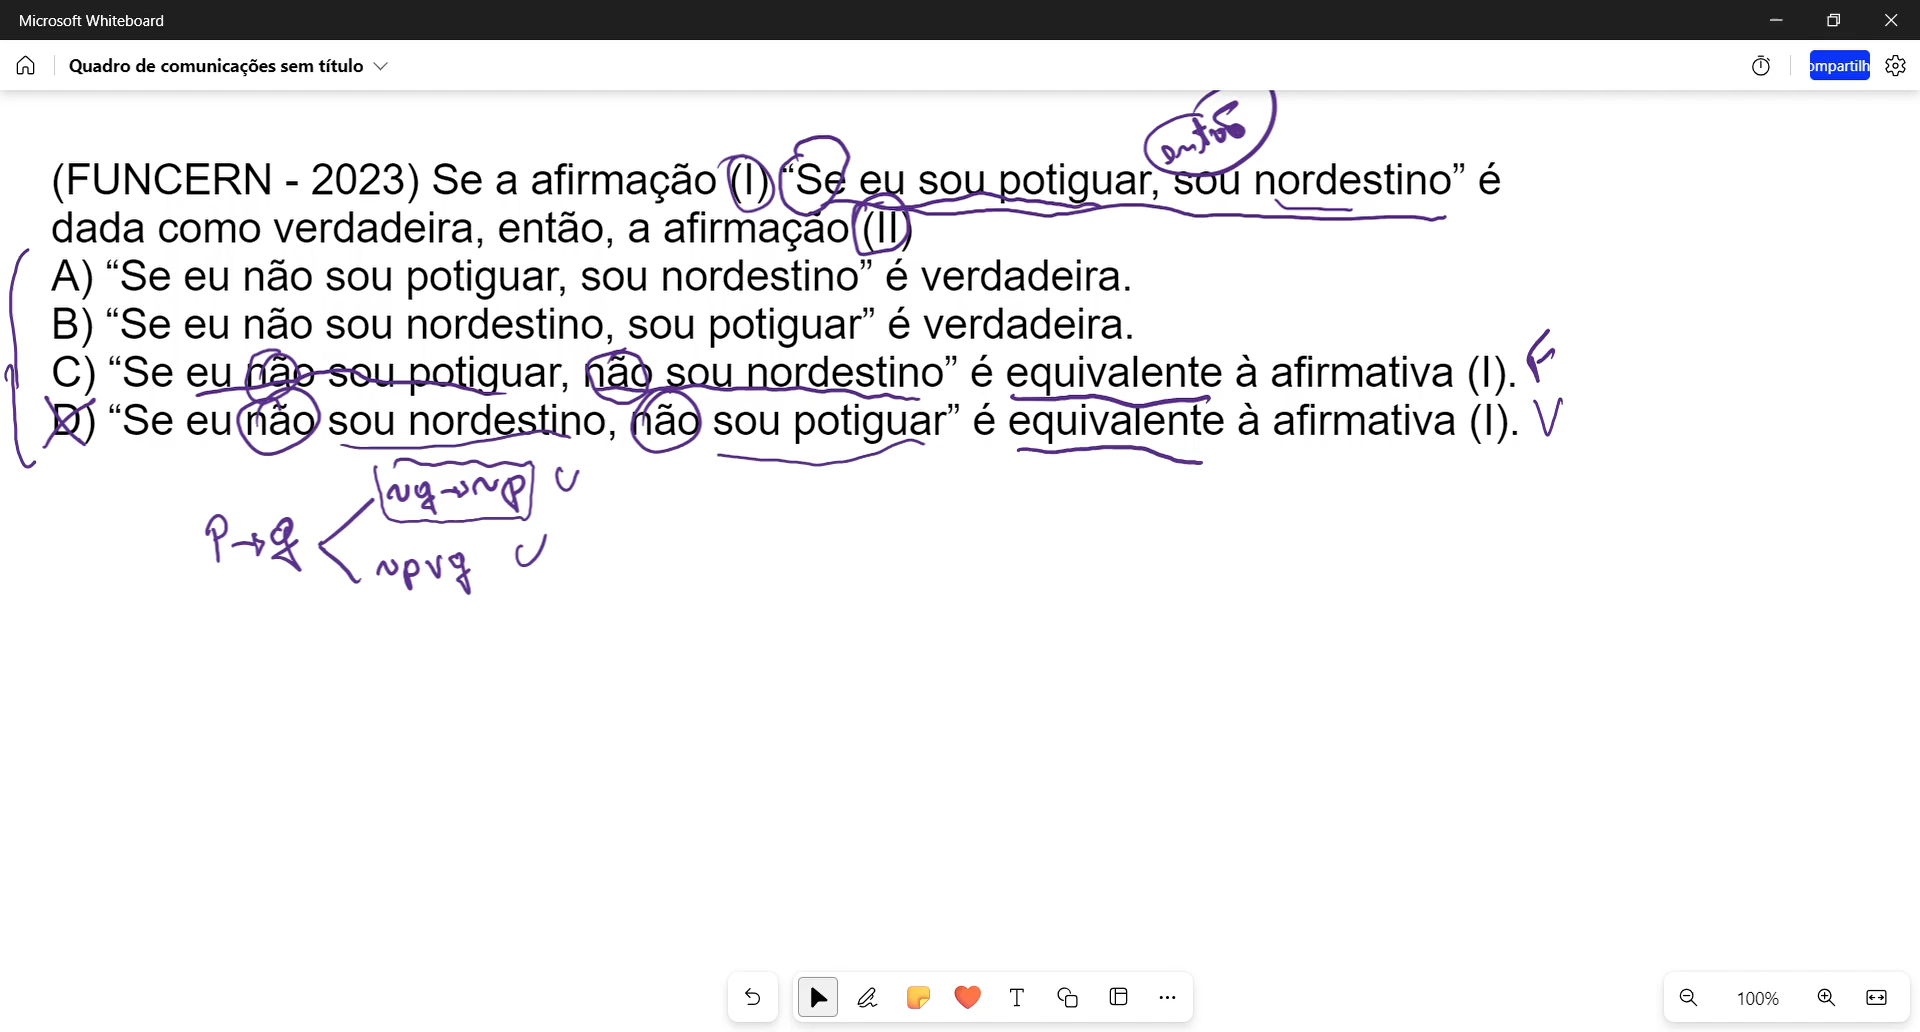 Microsoft Whiteboard
Quadro de comunicações sem título
ompartilh
então
(FUNCERN - 2023) Se a afirmação (I) “Se eu sou potiguar, sou nordestino” é
dada como verdadeira, então, a afirmação (II)
A) “Se eu não sou potiguar, sou nordestino” é verdadeira.
B) “Se eu não sou nordestino, sou potiguar” é verdadeira.
C) “Se eu não sou potiguar, não sou nordestino” é equivalente à afirmativa (I). F
D) “Se eu não sou nordestino, não sou potiguar” é equivalente à afirmativa (I). V
~q→~p
p→q
~p∨q
100%